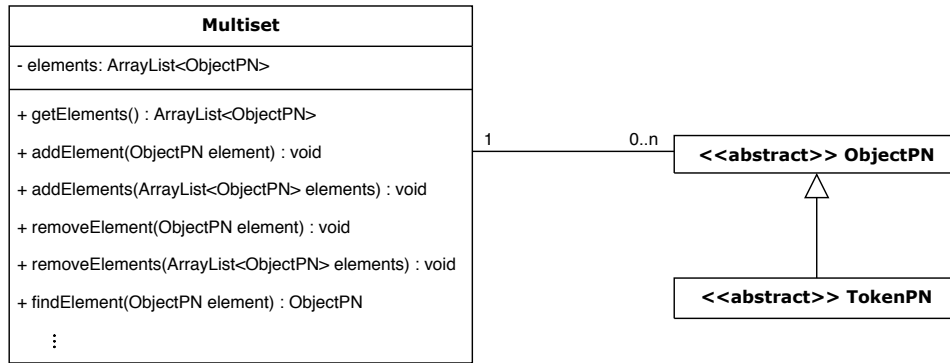 Multiset
- elements: ArrayList<ObjectPN>
+ getElements() : ArrayList<ObjectPN>
+ addElement(ObjectPN element) : void
+ addElements(ArrayList<ObjectPN> elements) : void
+ removeElement(ObjectPN element) : void
+ removeElements(ArrayList<ObjectPN> elements) : void
+ findElement(ObjectPN element) : ObjectPN
⋮
1
0..n
<<abstract>> ObjectPN
<<abstract>> TokenPN